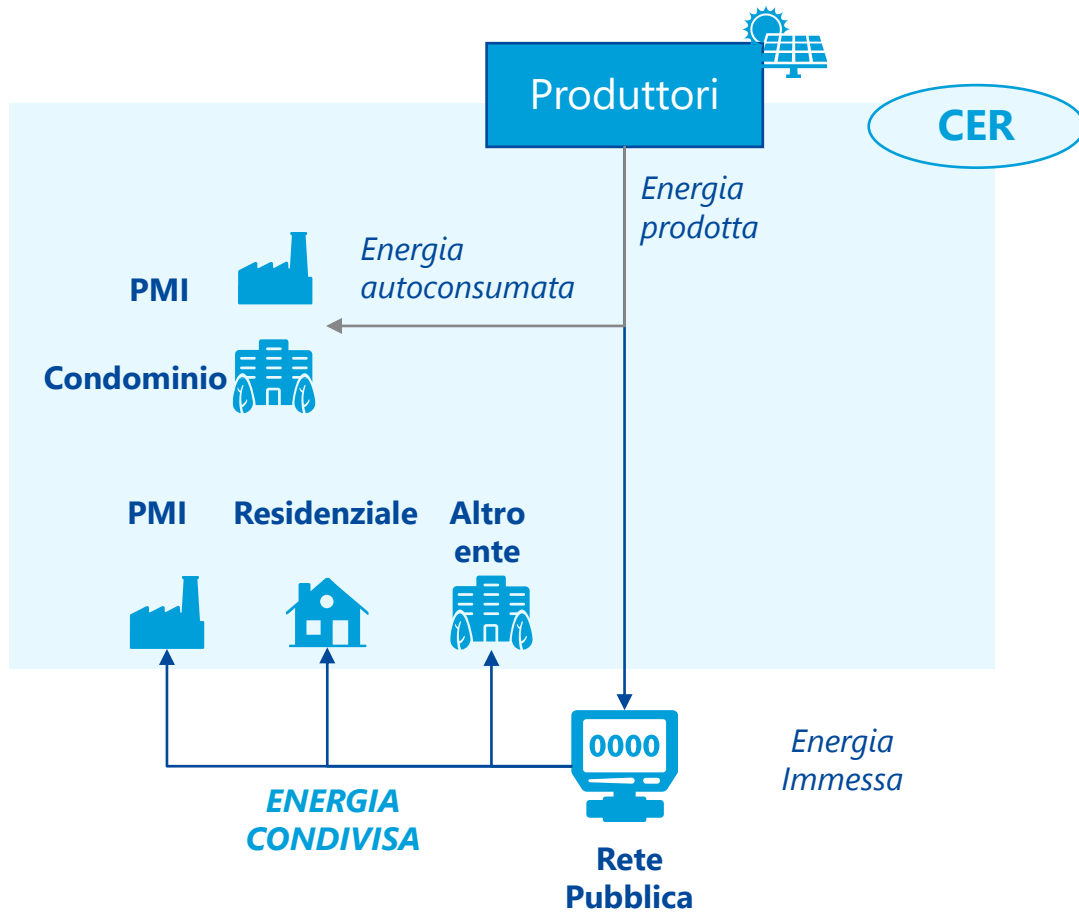 Produttori
CER
Energia
prodotta
Energia
autoconsumata
PMI
Condominio
PMI
Residenziale
Altro
ente
0000
Energia
Immessa
ENERGIA
CONDIVISA
Rete
Pubblica